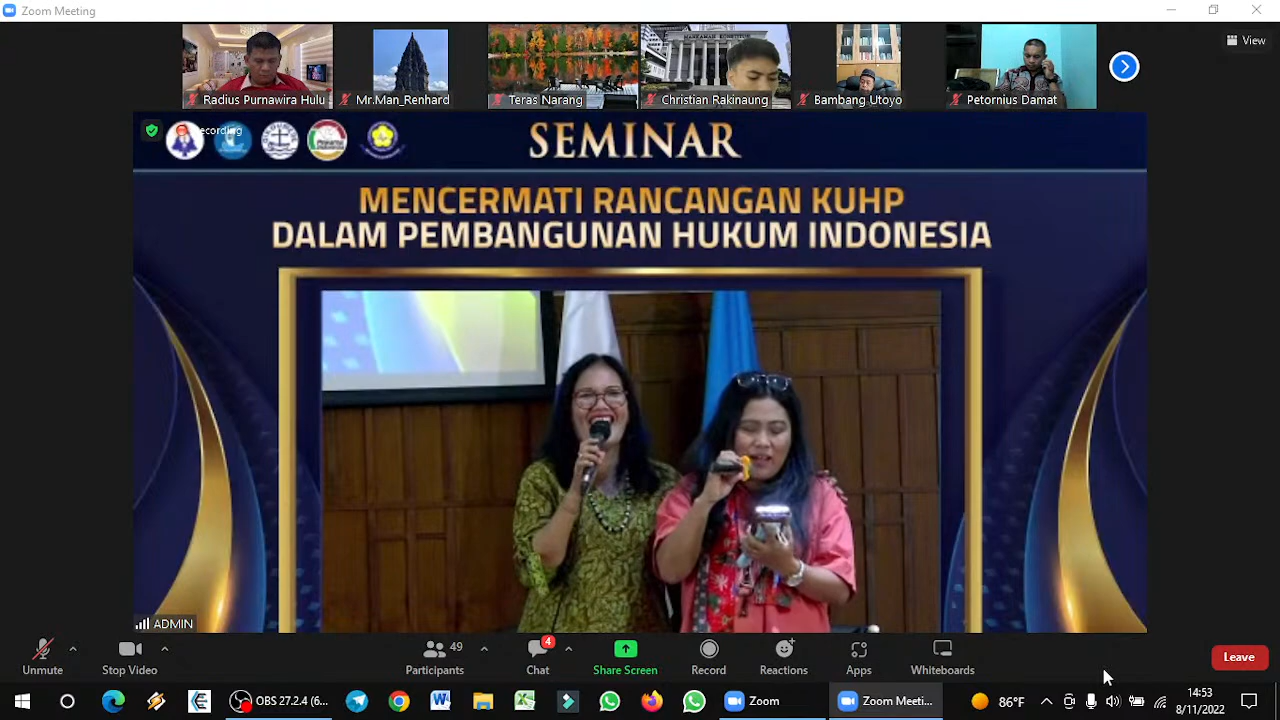 Zoom Meeting
View
Radius Purnawira Hulu
Mr.Man_Renhard
Teras Narang
Christian Rakinaung
Bambang Utoyo
Petornius Damat
Recording
SEMINAR
MENCERMATI RANCANGAN KUHP
DALAM PEMBANGUNAN HUKUM INDONESIA
ADMIN
Unmute
Stop Video
49
Participants
4
Chat
Share Screen
Record
Reactions
Apps
Whiteboards
Leave
OBS 27.2.4 (6...
Zoom
Zoom Meeti...
86°F
14:53
8/11/2022